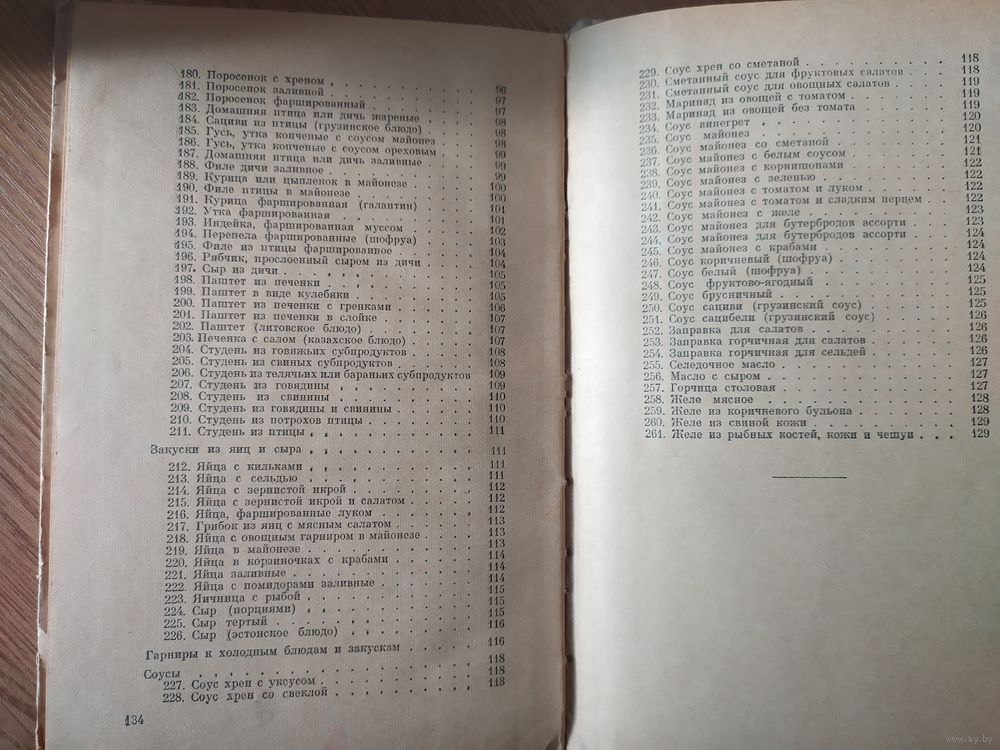 180. Поросенок с хреном . . . . . . . . 96
181. Поросенок заливной . . . . . . . . 97
182. Поросенок фаршированный . . . . . . 97
183. Домашняя птица или дичь жареные . . . . 98
184. Сациви из птицы (грузинское блюдо) . . . . 98
185. Гусь, утка копченые с соусом майонез . . . 98
186. Гусь, утка копченые с соусом ореховым . . . 99
187. Домашняя птица или дичь заливные . . . . 99
188. Филе дичи заливное . . . . . . . . 99
189. Курица или цыпленок в майонезе . . . . . 100
190. Филе птицы в майонезе . . . . . . . 100
191. Курица фаршированная (галантин) . . . . 101
192. Утка фаршированная . . . . . . . . 101
193. Индейка, фаршированная муссом . . . . . 102
194. Перепела фаршированные (шофруа) . . . . 103
195. Филе из птицы фаршированное . . . . . 104
196. Рябчик, прослоенный сыром из дичи . . . . 104
197. Сыр из дичи . . . . . . . . . . 105
198. Паштет из печенки . . . . . . . . 105
199. Паштет в виде кулебяки . . . . . . . 105
200. Паштет из печенки с гренками . . . . . 106
201. Паштет из печенки в слойке . . . . . . 107
202. Паштет (литовское блюдо) . . . . . . 107
203. Печенка с салом (казахское блюдо) . . . . 107
204. Студень из говяжьих субпродуктов . . . . 108
205. Студень из свиных субпродуктов . . . . . 108
206. Студень из телячьих или бараньих субпродуктов 109
207. Студень из говядины . . . . . . . . 109
208. Студень из свинины . . . . . . . . 110
209. Студень из говядины и свинины . . . . . 110
210. Студень из потрохов птицы . . . . . . 110
211. Студень из птицы . . . . . . . . . 111
Закуски из яиц и сыра . . . . . . . . . 111
212. Яйца с кильками . . . . . . . . . 111
213. Яйца с сельдью . . . . . . . . . 111
214. Яйца с зернистой икрой . . . . . . . 112
215. Яйца с зернистой икрой и салатом . . . . 112
216. Яйца, фаршированные луком . . . . . . 112
217. Грибок из яиц с мясным салатом . . . . . 113
218. Яйца с овощным гарниром в майонезе . . . 113
219. Яйца в майонезе . . . . . . . . . 113
220. Яйца в корзиночках с крабами . . . . . 114
221. Яйца заливные . . . . . . . . . . 114
222. Яйца с помидорами заливные . . . . . . 114
223. Яичница с рыбой . . . . . . . . . 115
224. Сыр (порциями) . . . . . . . . . 115
225. Сыр тертый . . . . . . . . . . 115
226. Сыр (эстонское блюдо) . . . . . . . 116
Гарниры к холодным блюдам и закускам . . . . . 116
Соусы . . . . . . . . . . . . . 118
227. Соус хрен с уксусом . . . . . . . . 118
228. Соус хрен со свеклой . . . . . . . . 118
134
229. Соус хрен со сметаной . . . . . . . . 118
230. Сметанный соус для фруктовых салатов . . . 118
231. Сметанный соус для овощных салатов . . . . 119
232. Маринад из овощей с томатом . . . . . . 119
233. Маринад из овощей без томата . . . . . 119
234. Соус винегрет . . . . . . . . . . 120
235. Соус майонез . . . . . . . . . . 120
236. Соус майонез со сметаной . . . . . . . 121
237. Соус майонез с белым соусом . . . . . . 121
238. Соус майонез с корнишонами . . . . . . 122
239. Соус майонез с зеленью . . . . . . . 122
240. Соус майонез с томатом и луком . . . . . 122
241. Соус майонез с томатом и сладким перцем . . 122
242. Соус майонез с желе . . . . . . . . 123
243. Соус майонез для бутербродов ассорти . . . 123
244. Соус майонез для бутербродов ассорти . . . 124
245. Соус майонез с крабами . . . . . . . 124
246. Соус коричневый (шофруа) . . . . . . 124
247. Соус белый (шофруа) . . . . . . . . 124
248. Соус фруктово-ягодный . . . . . . . 125
249. Соус брусничный . . . . . . . . . 125
250. Соус сациви (грузинский соус) . . . . . 125
251. Соус сацибели (грузинский соус) . . . . . 126
252. Заправка для салатов . . . . . . . . 126
253. Заправка горчичная для салатов . . . . . 126
254. Заправка горчичная для сельдей . . . . . 126
255. Селедочное масло . . . . . . . . . 127
256. Масло с сыром . . . . . . . . . . 127
257. Горчица столовая . . . . . . . . . 127
258. Желе мясное . . . . . . . . . . 128
259. Желе из коричневого бульона . . . . . . 128
260. Желе из свиной кожи . . . . . . . . 129
261. Желе из рыбных костей, кожи и чешуи . . . 129
www.ay.by